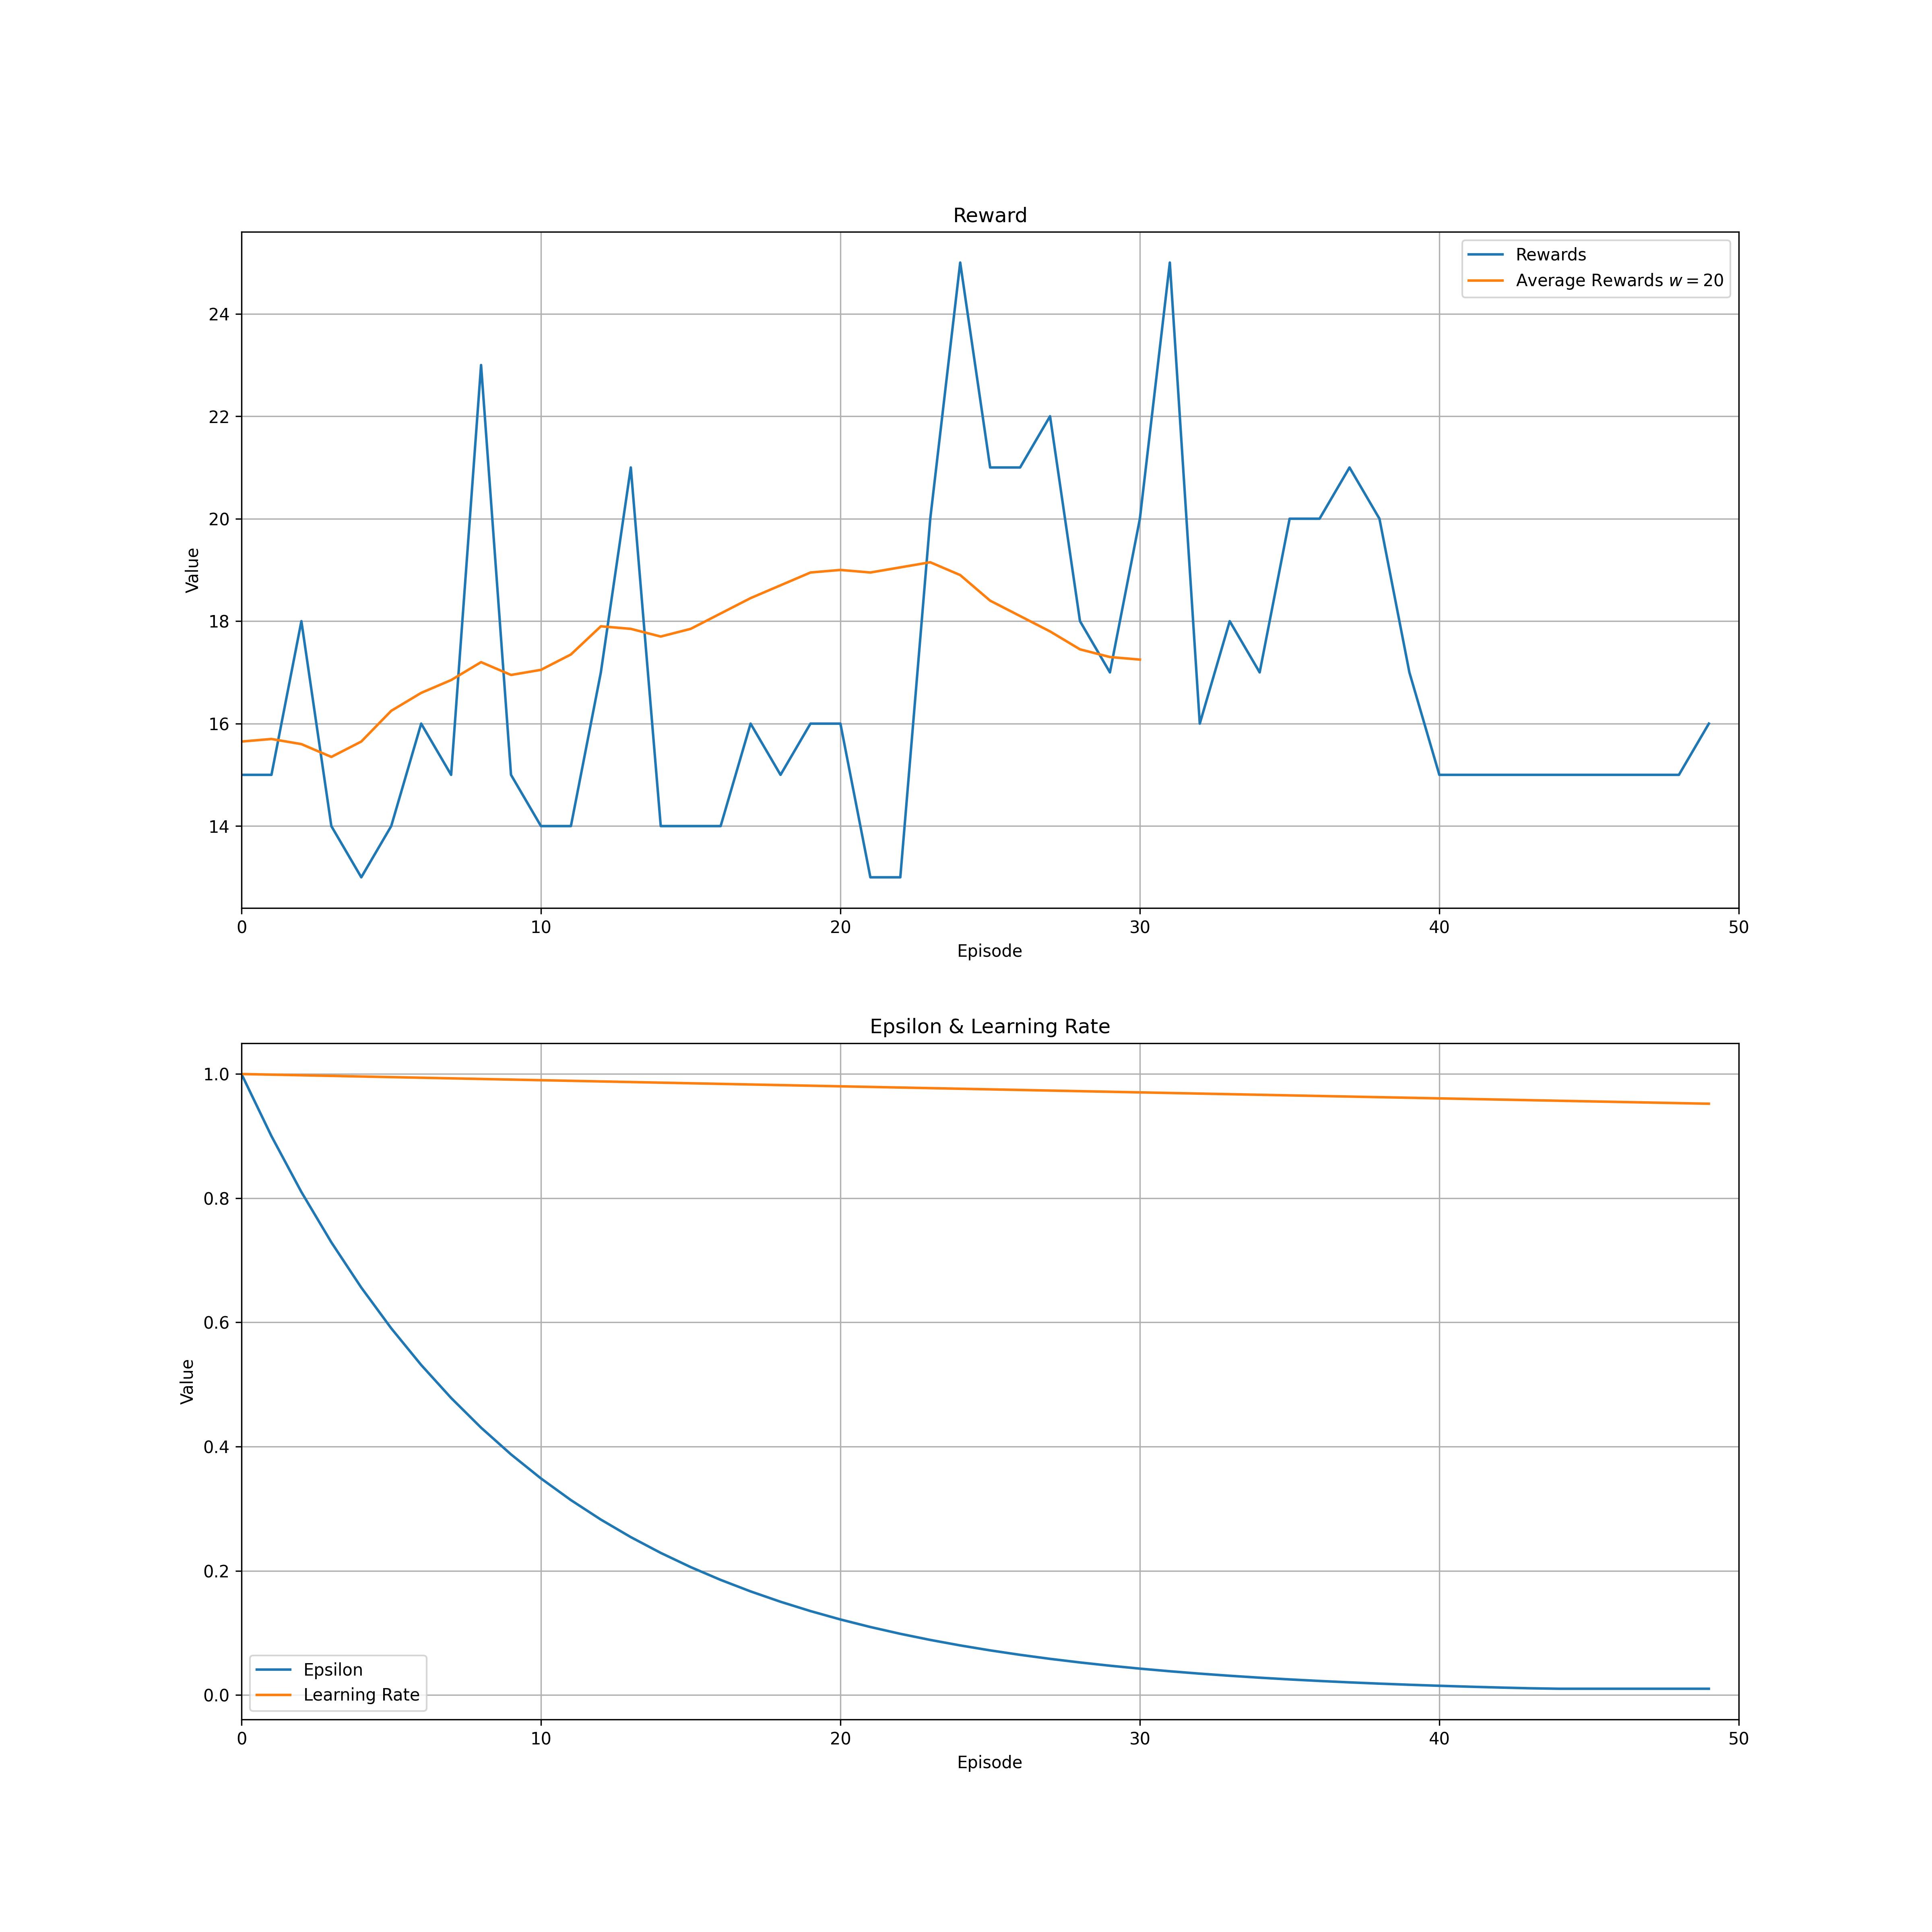 Reward
Rewards
Average Rewards w = 20
24
22
20
18
16
14
Value
0 10 20 30 40 50
Episode
Epsilon & Learning Rate
1.0
0.8
0.6
0.4
0.2
0.0
Value
Epsilon
Learning Rate
0 10 20 30 40 50
Episode